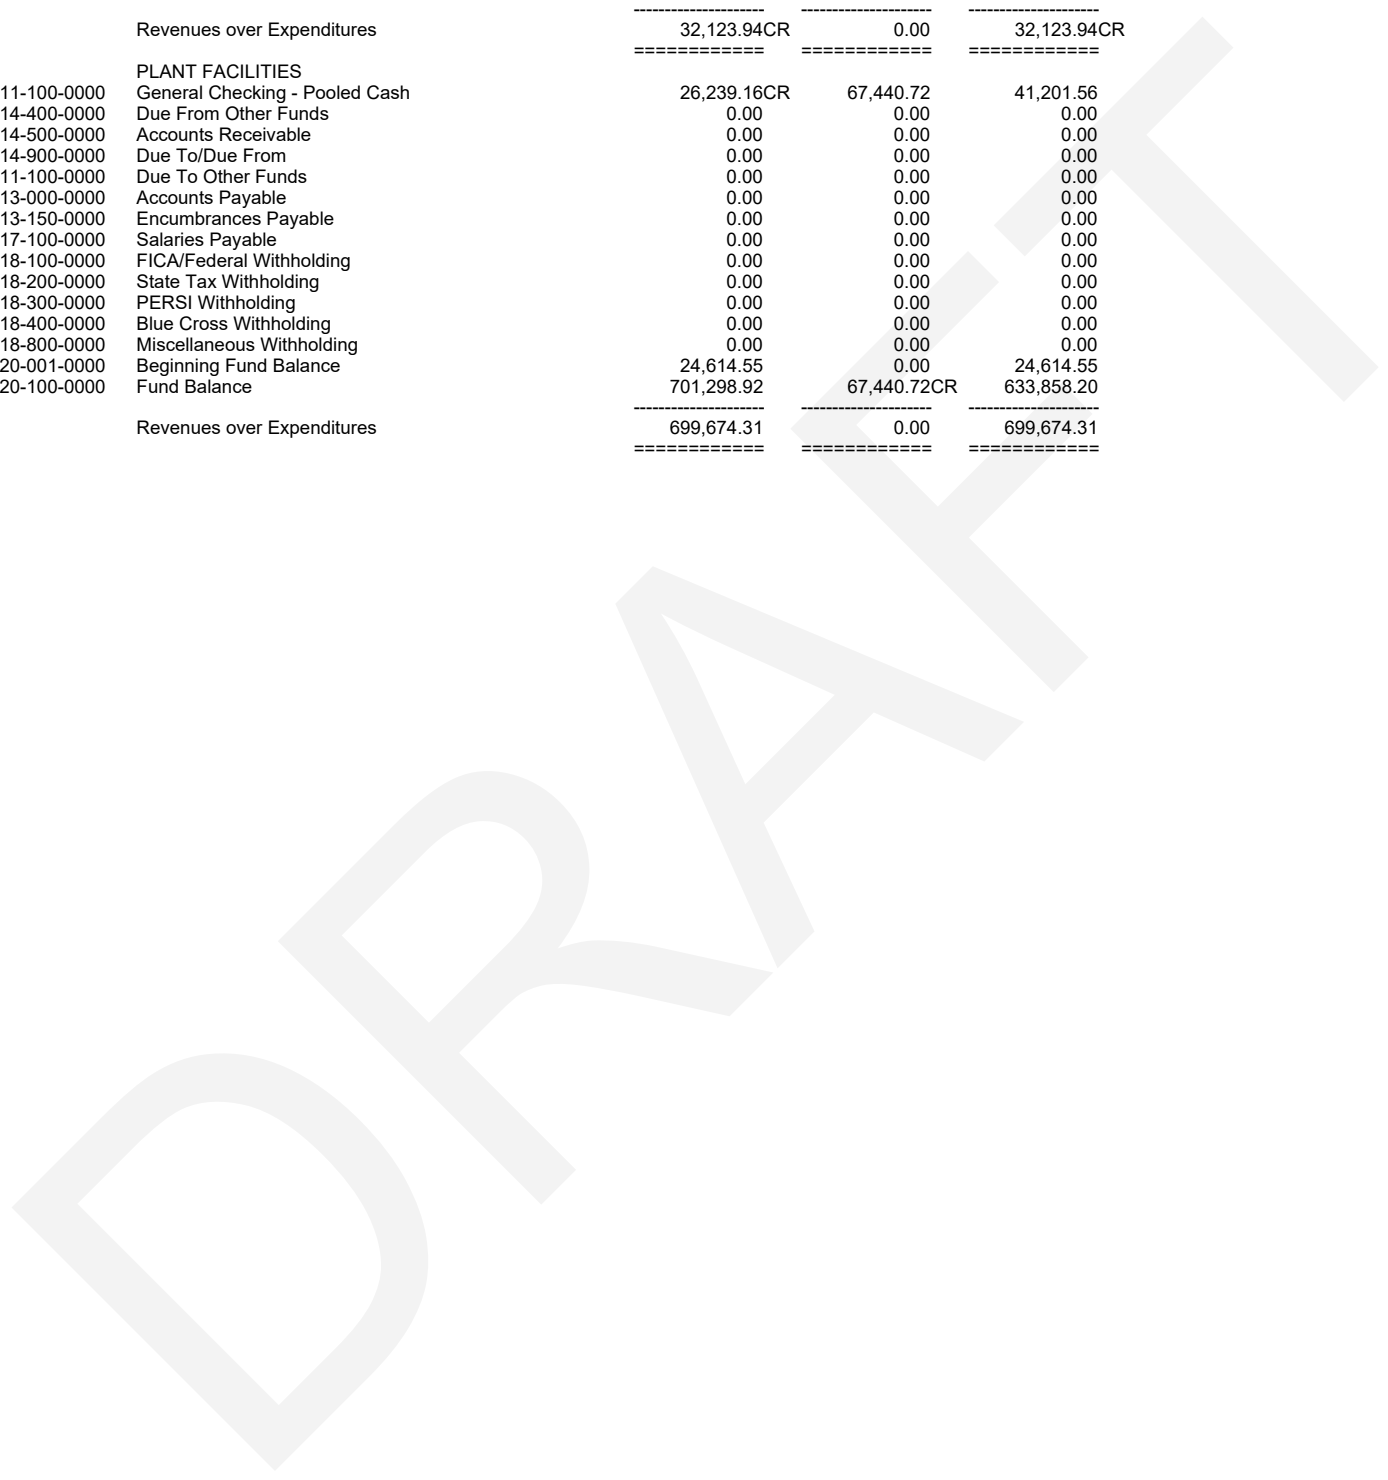 --------------------- --------------------- ---------------------
Revenues over Expenditures 32,123.94CR 0.00 32,123.94CR
============ ============ ============
PLANT FACILITIES
11-100-0000 General Checking - Pooled Cash 26,239.16CR 67,440.72 41,201.56
14-400-0000 Due From Other Funds 0.00 0.00 0.00
14-500-0000 Accounts Receivable 0.00 0.00 0.00
14-900-0000 Due To/Due From 0.00 0.00 0.00
11-100-0000 Due To Other Funds 0.00 0.00 0.00
13-000-0000 Accounts Payable 0.00 0.00 0.00
13-150-0000 Encumbrances Payable 0.00 0.00 0.00
17-100-0000 Salaries Payable 0.00 0.00 0.00
18-100-0000 FICA/Federal Withholding 0.00 0.00 0.00
18-200-0000 State Tax Withholding 0.00 0.00 0.00
18-300-0000 PERSI Withholding 0.00 0.00 0.00
18-400-0000 Blue Cross Withholding 0.00 0.00 0.00
18-800-0000 Miscellaneous Withholding 0.00 0.00 0.00
20-001-0000 Beginning Fund Balance 24,614.55 0.00 24,614.55
20-100-0000 Fund Balance 701,298.92 67,440.72CR 633,858.20
--------------------- --------------------- ---------------------
Revenues over Expenditures 699,674.31 0.00 699,674.31
============ ============ ============
DRAFT